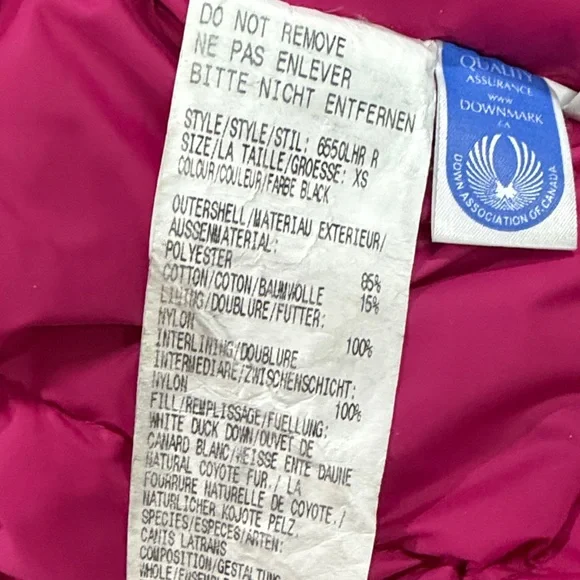 DO NOT REMOVE
NE PAS ENLEVER
BITTE NICHT ENTFERNEN
STYLE/STYLE/STIL: 6550LHR R
SIZE/LA TAILLE/GROESSE: XS
COLOUR/COULEUR/FARBE BLACK
OUTERSHELL/MATERIAU EXTERIEUR/
AUSSENMATERIAL:
POLYESTER 85%
COTTON/COTON/BAUMWOLLE 15%
LINING/DOUBLURE/FUTTER:
NYLON 100%
INTERLINING/DOUBLURE
INTERMEDIARE/ZWISCHENSCHICHT:
NYLON 100%
FILL/REMPLISSAGE/FUELLUNG:
WHITE DUCK DOWN/DUVET DE
CANARD BLANC/WEISSE ENTE DAUNE
NATURAL COYOTE FUR./ LA
FOURRURE NATURELLE DE COYOTE./
NATURLICHER KOJOTE PELZ.
SPECIES/ESPECES/ARTEN:
CANIS LATRANS
COMPOSITION/GESTALTUNG
QUALITY
ASSURANCE
www
DOWNMARK
.CA
DOWN ASSOCIATION OF CANADA